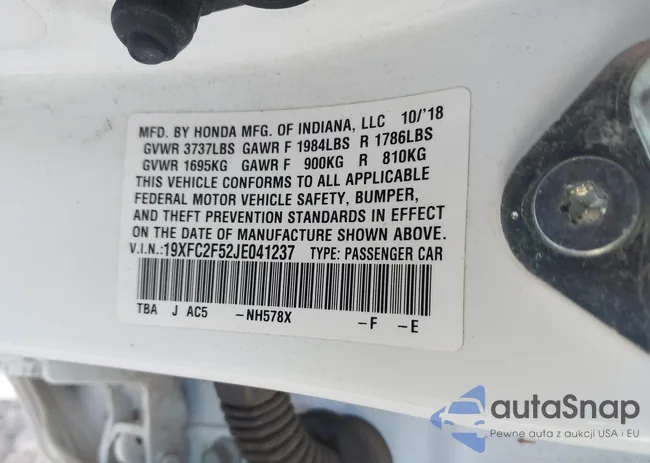 MFD. BY HONDA MFG. OF INDIANA, LLC 10/'18
GVWR 3737LBS GAWR F 1984LBS R 1786LBS
GVWR 1695KG GAWR F 900KG R 810KG
THIS VEHICLE CONFORMS TO ALL APPLICABLE
FEDERAL MOTOR VEHICLE SAFETY, BUMPER,
AND THEFT PREVENTION STANDARDS IN EFFECT
ON THE DATE OF MANUFACTURE SHOWN ABOVE.
V.I.N.:19XFC2F52JE041237 TYPE: PASSENGER CAR
TBA J AC5 -NH578X -F -E
autaSnap
Pewne auta z aukcji USA i EU